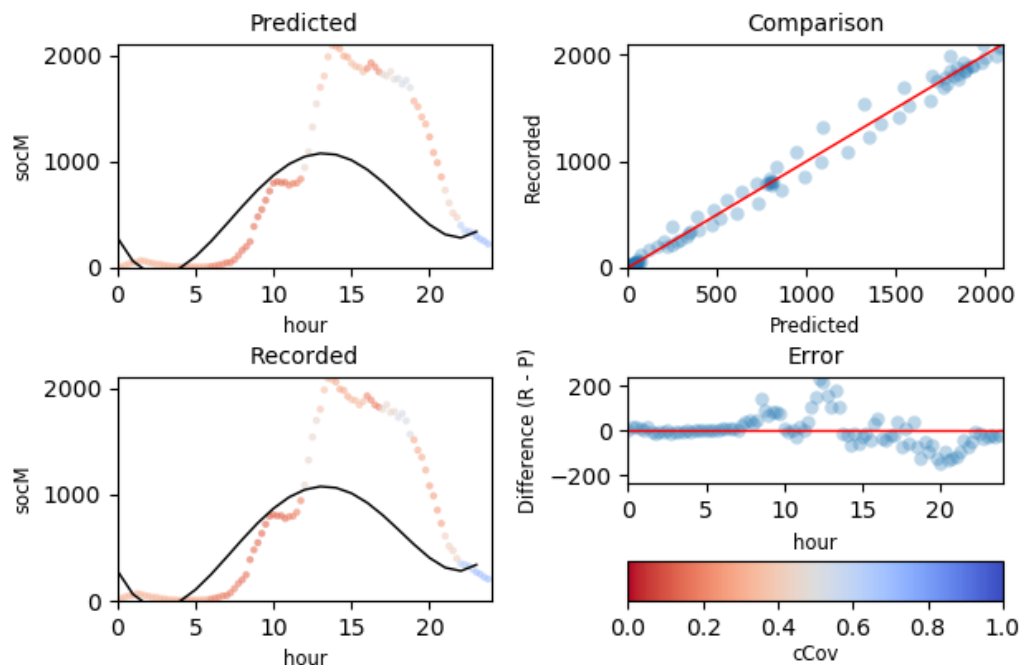 Predicted
2000
socM
1000
0
0 5 10 15 20
hour
Comparison
2000
Recorded
1000
0
0 500 1000 1500 2000
Predicted
Recorded
2000
socM
1000
0
0 5 10 15 20
hour
Error
Difference (R - P)
200
0
−200
0 5 10 15 20
hour
0.0 0.2 0.4 0.6 0.8 1.0
cCov